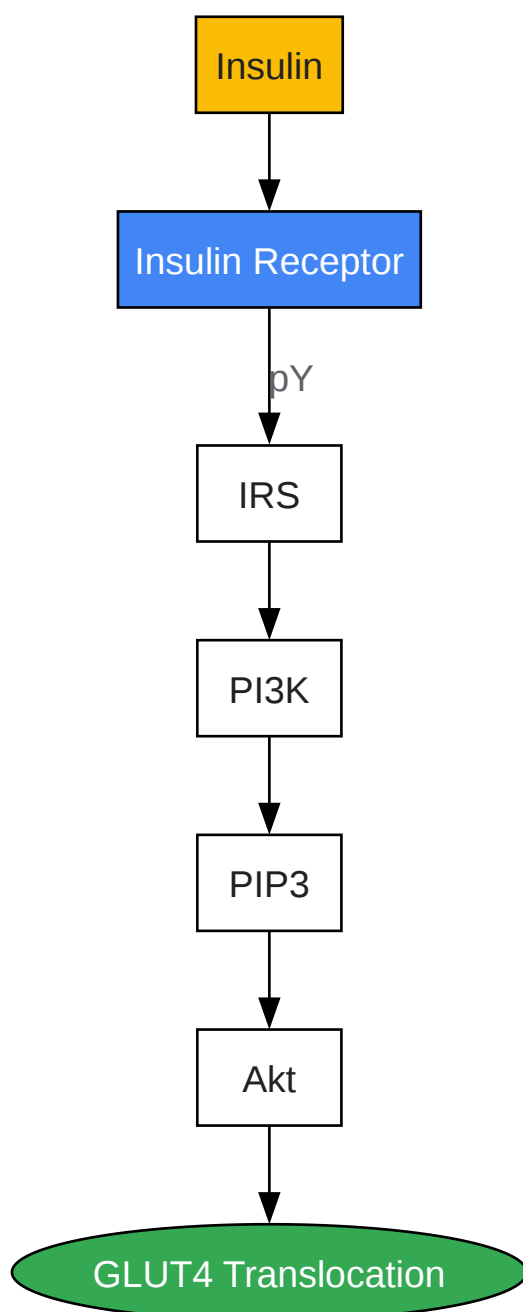 Insulin
Insulin Receptor
pY
IRS
PI3K
PIP3
Akt
GLUT4 Translocation